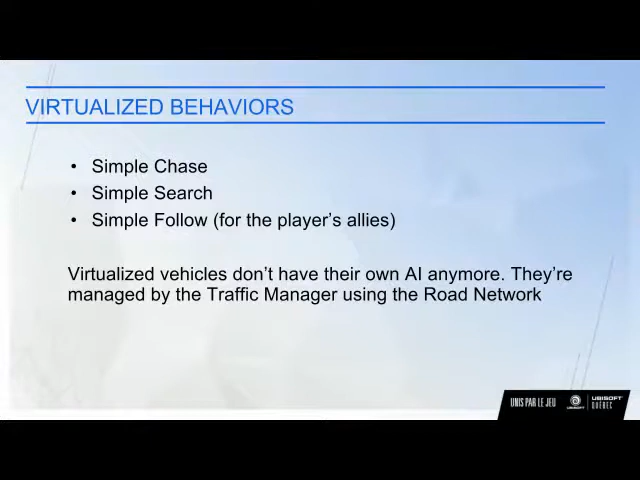 VIRTUALIZED BEHAVIORS
• Simple Chase
• Simple Search
• Simple Follow (for the player's allies)
Virtualized vehicles don't have their own AI anymore. They're
managed by the Traffic Manager using the Road Network
UNIS PAR LE JEU
UBISOFT
UBISOFT
QUÉBEC